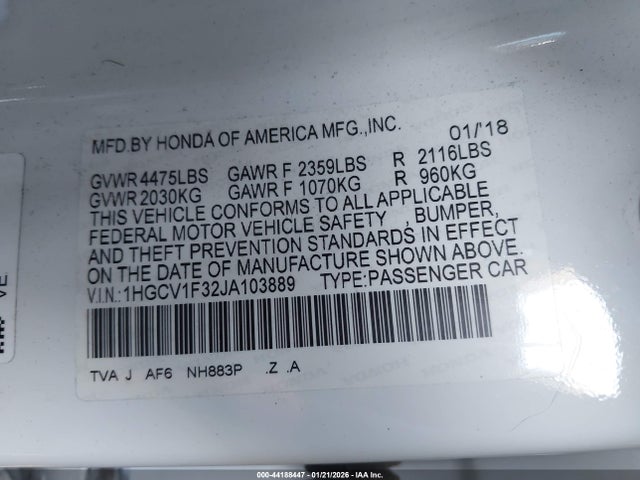 MFD.BY HONDA OF AMERICA MFG.,INC. 01/'18
GVWR 4475LBS GAWR F 2359LBS R 2116LBS
GVWR 2030KG GAWR F 1070KG R 960KG
THIS VEHICLE CONFORMS TO ALL APPLICABLE
FEDERAL MOTOR VEHICLE SAFETY , BUMPER,
AND THEFT PREVENTION STANDARDS IN EFFECT
ON THE DATE OF MANUFACTURE SHOWN ABOVE.
V.I.N.:1HGCV1F32JA103889 TYPE:PASSENGER CAR
TVA J AF6 NH883P .Z .A
VE
000-44188447 - 01/21/2026 - IAA Inc.